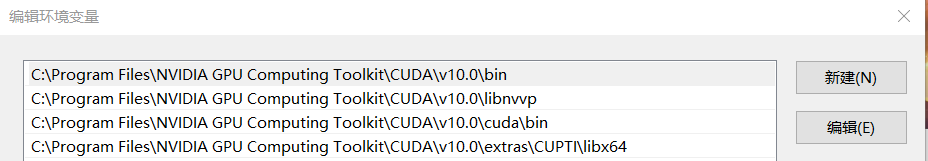 编辑环境变量
C:\Program Files\NVIDIA GPU Computing Toolkit\CUDA\v10.0\bin
新建(N)
C:\Program Files\NVIDIA GPU Computing Toolkit\CUDA\v10.0\libnvvp
C:\Program Files\NVIDIA GPU Computing Toolkit\CUDA\v10.0\cuda\bin
编辑(E)
C:\Program Files\NVIDIA GPU Computing Toolkit\CUDA\v10.0\extras\CUPTI\libx64